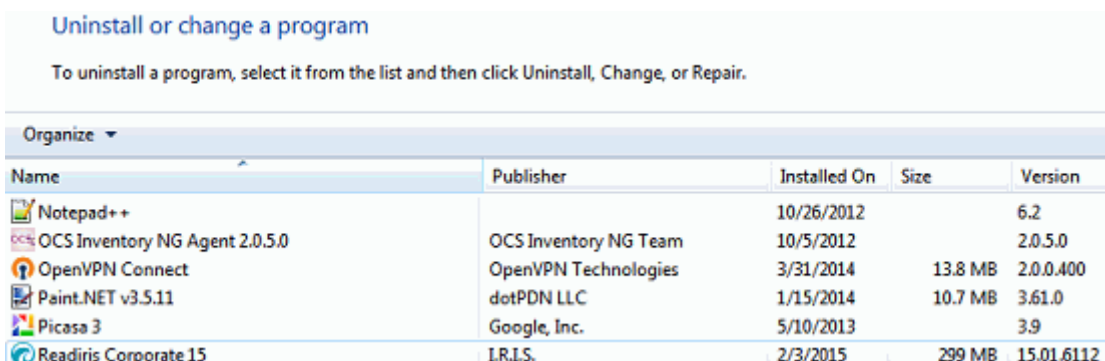 Uninstall or change a program
To uninstall a program, select it from the list and then click Uninstall, Change, or Repair.
Organize
Name Publisher Installed On Size Version
Notepad++ 10/26/2012 6.2
OCS Inventory NG Agent 2.0.5.0 OCS Inventory NG Team 10/5/2012 2.0.5.0
OpenVPN Connect OpenVPN Technologies 3/31/2014 13.8 MB 2.0.0.400
Paint.NET v3.5.11 dotPDN LLC 1/15/2014 10.7 MB 3.61.0
Picasa 3 Google, Inc. 5/10/2013 3.9
Readiris Corporate 15 I.R.I.S. 2/3/2015 299 MB 15.01.6112